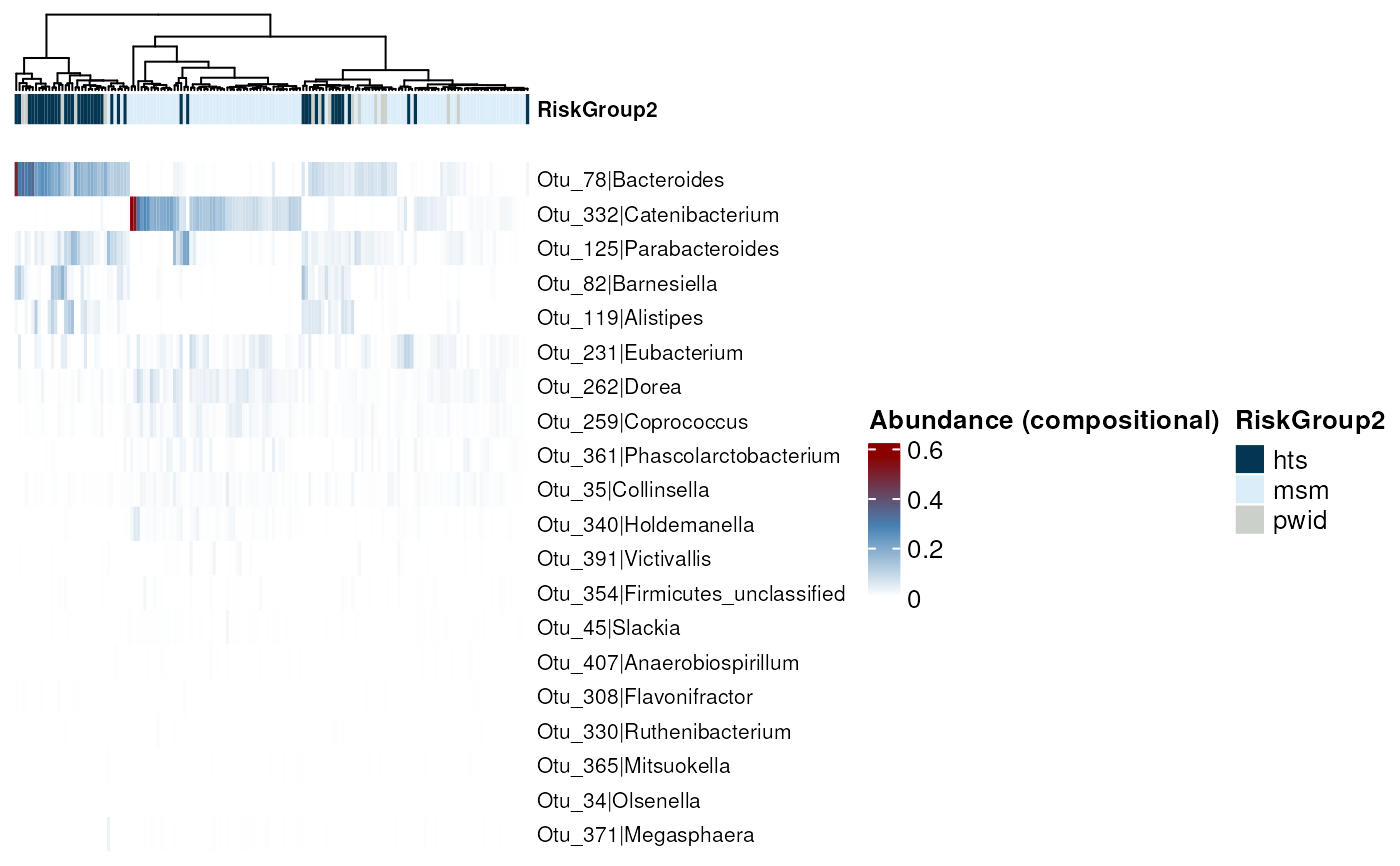 RiskGroup2
Otu_78|Bacteroides
Otu_332|Catenibacterium
Otu_125|Parabacteroides
Otu_82|Barnesiella
Otu_119|Alistipes
Otu_231|Eubacterium
Otu_262|Dorea
Otu_259|Coprococcus
Otu_361|Phascolarctobacterium
Otu_35|Collinsella
Otu_340|Holdemanella
Otu_391|Victivallis
Otu_354|Firmicutes_unclassified
Otu_45|Slackia
Otu_407|Anaerobiospirillum
Otu_308|Flavonifractor
Otu_330|Ruthenibacterium
Otu_365|Mitsuokella
Otu_34|Olsenella
Otu_371|Megasphaera
Abundance (compositional)
0.6
0.4
0.2
0
RiskGroup2
hts
msm
pwid